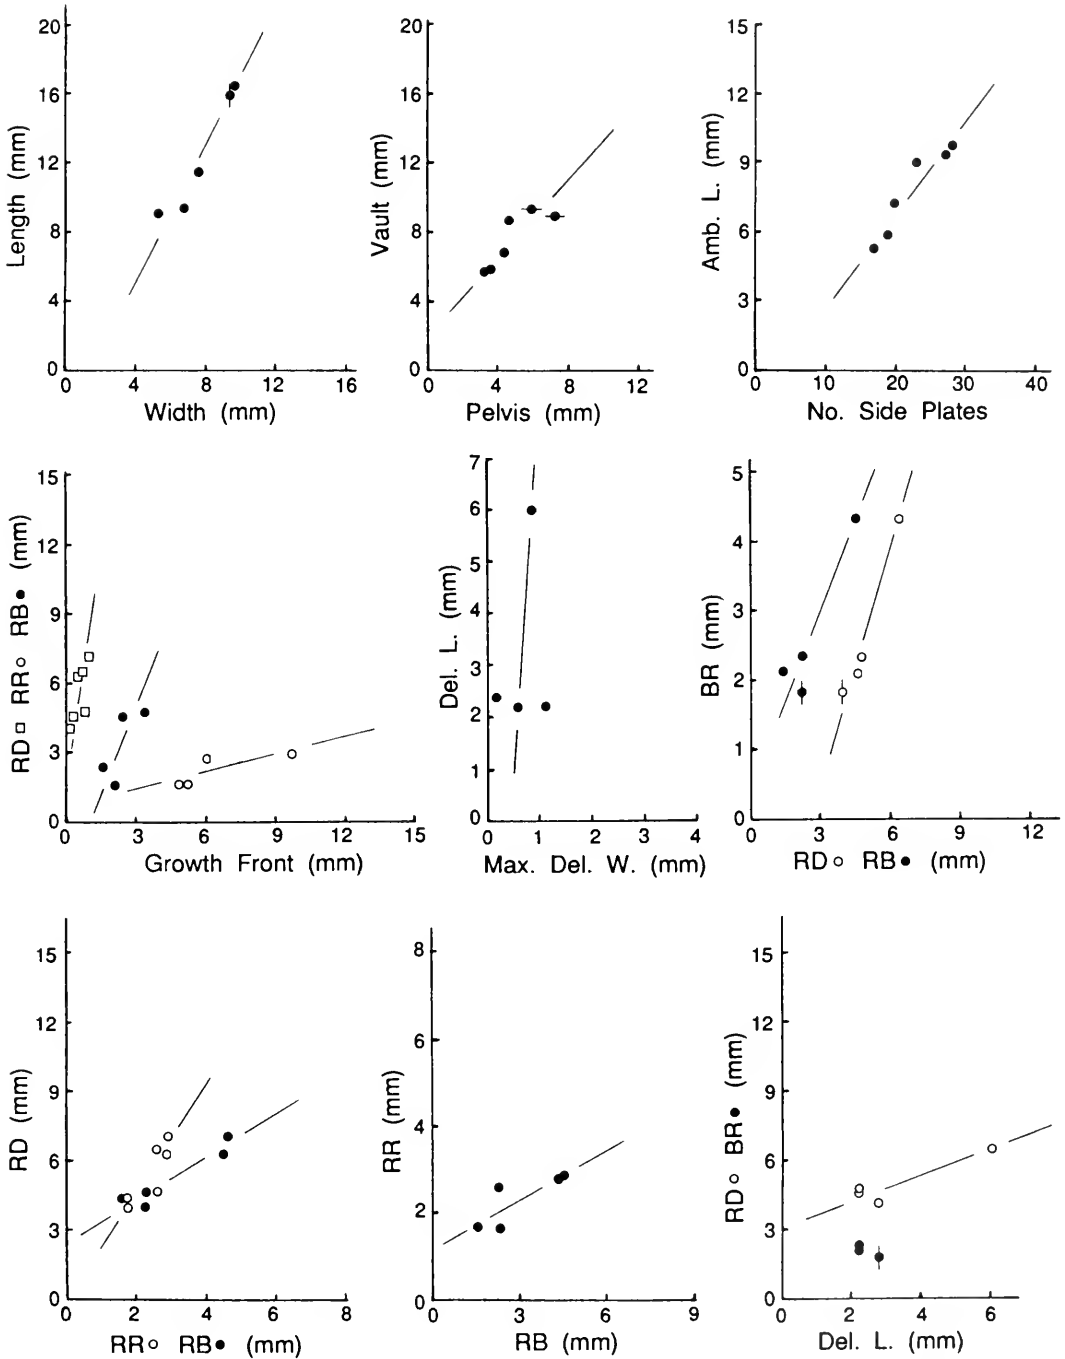 20
16
12
8
4
0
Length (mm)
0 4 8 12 16
Width (mm)
20
16
12
8
4
0
Vault (mm)
0 4 8 12
Pelvis (mm)
15
12
9
6
3
0
Amb. L. (mm)
0 10 20 30 40
No. Side Plates
15
12
9
6
3
0
RD□ RR○ RB● (mm)
0 3 6 9 12 15
Growth Front (mm)
7
6
5
4
3
2
1
0
Del. L. (mm)
0 1 2 3 4
Max. Del. W. (mm)
5
4
3
2
1
0
BR (mm)
0 3 6 9 12
RD○ RB● (mm)
15
12
9
6
3
0
RD (mm)
0 2 4 6 8
RR○ RB● (mm)
8
6
4
2
0
RR (mm)
0 3 6 9
RB (mm)
15
12
9
6
3
0
RD○ BR● (mm)
0 2 4 6
Del. L. (mm)